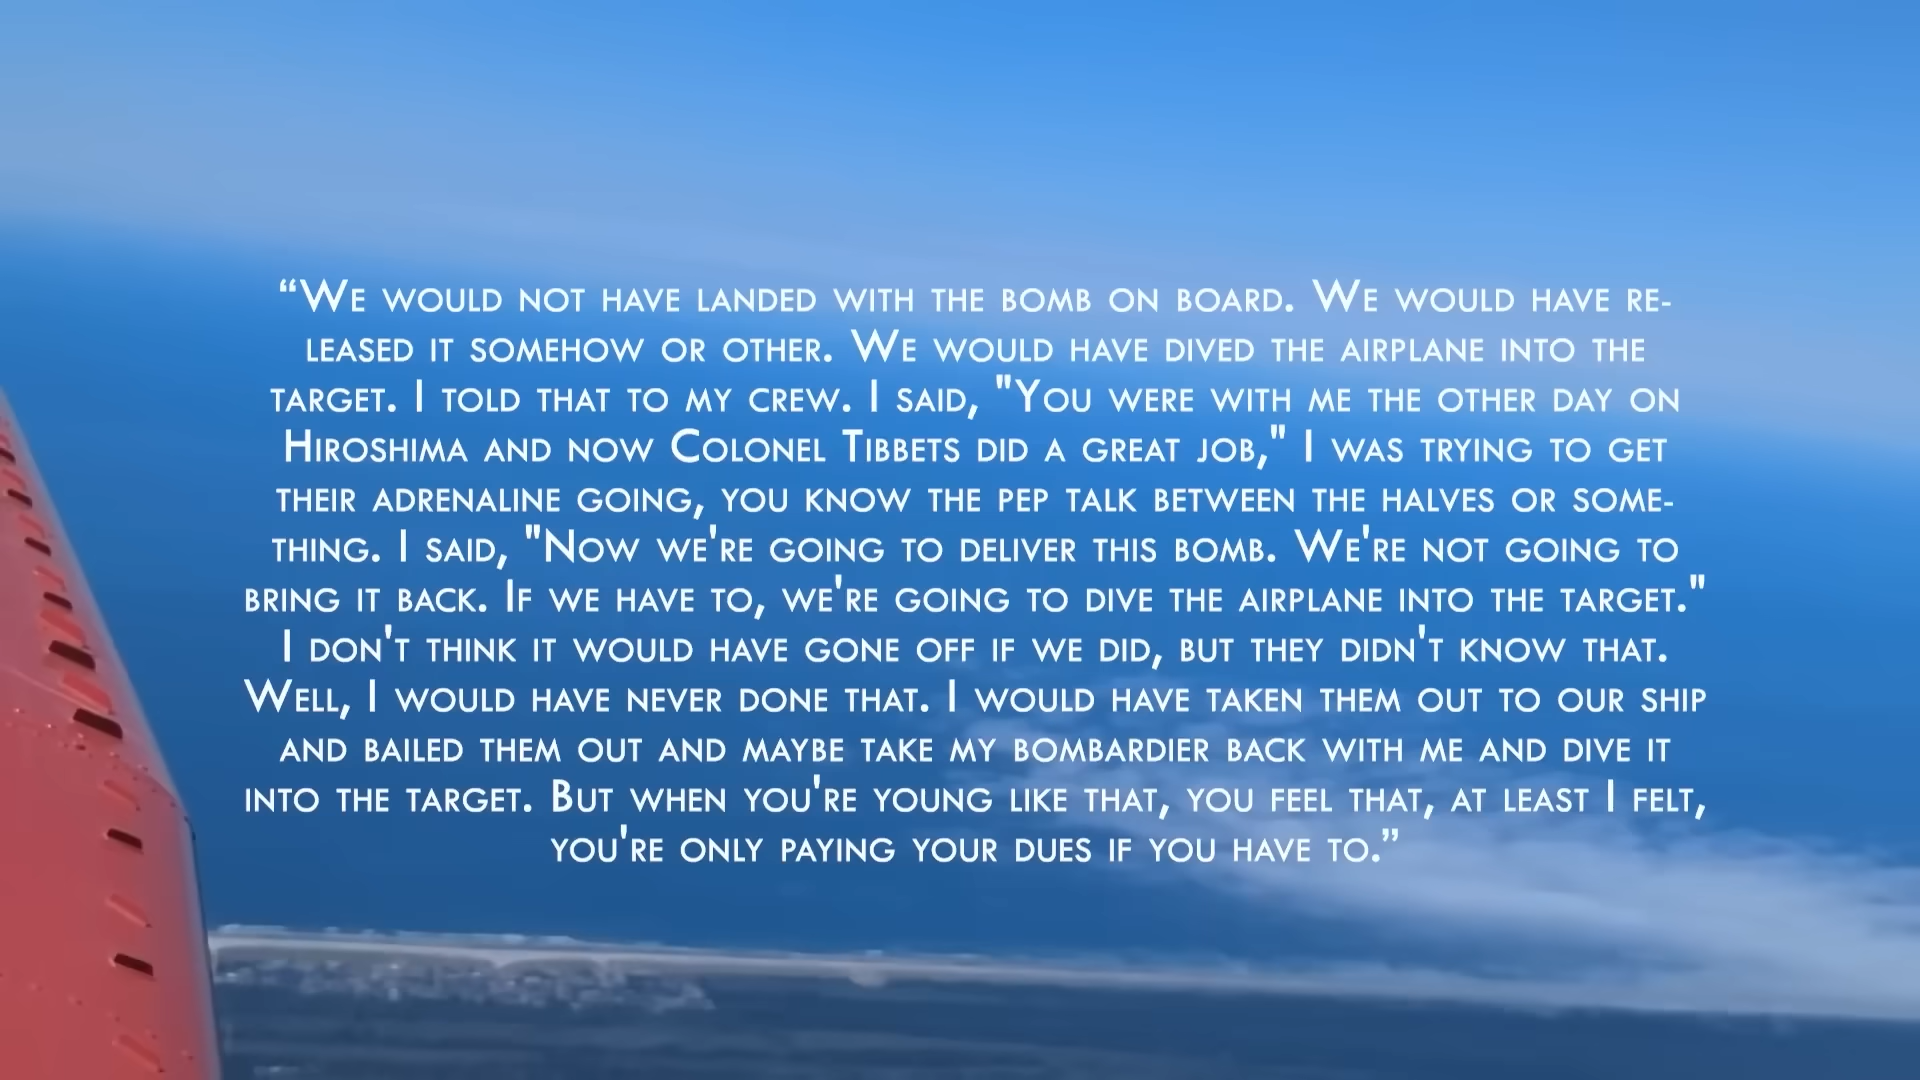 “We would not have landed with the bomb on board. We would have re-
leased it somehow or other. We would have dived the airplane into the
target. I told that to my crew. I said, "You were with me the other day on
Hiroshima and now Colonel Tibbets did a great job," I was trying to get
their adrenaline going, you know the pep talk between the halves or some-
thing. I said, "Now we're going to deliver this bomb. We're not going to
bring it back. If we have to, we're going to dive the airplane into the target."
I don't think it would have gone off if we did, but they didn't know that.
Well, I would have never done that. I would have taken them out to our ship
and bailed them out and maybe take my bombardier back with me and dive it
into the target. But when you're young like that, you feel that, at least I felt,
you're only paying your dues if you have to.”